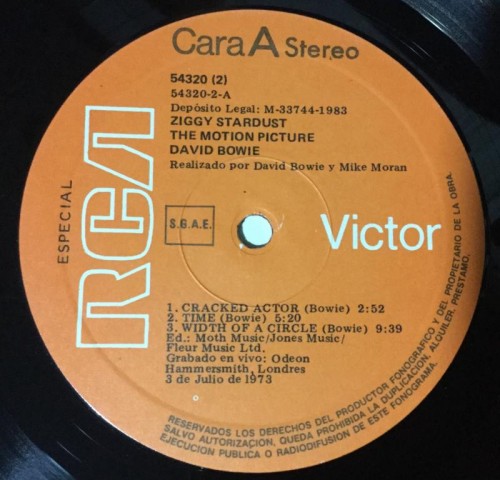 Cara A Stereo
54320 (2)
54320-2-A
Depósito Legal: M-33744-1983
ZIGGY STARDUST
THE MOTION PICTURE
DAVID BOWIE
Realizado por David Bowie y Mike Moran
ESPECIAL
RCA
S.G.A.E.
Victor
1. CRACKED ACTOR (Bowie) 2:52
2. TIME (Bowie) 5:20
3. WIDTH OF A CIRCLE (Bowie) 9:39
Ed.: Moth Music/Jones Music/
Fleur Music Ltd.
Grabado en vivo: Odeon
Hammersmith, Londres
3 de Julio de 1973
RESERVADOS LOS DERECHOS DEL PRODUCTOR FONOGRAFICO Y DEL PROPIETARIO DE LA OBRA.
SALVO AUTORIZACION, QUEDA PROHIBIDA LA DUPLICACION, ALQUILER, PRESTAMO,
EJECUCION PUBLICA O RADIODIFUSION DE ESTE FONOGRAMA.